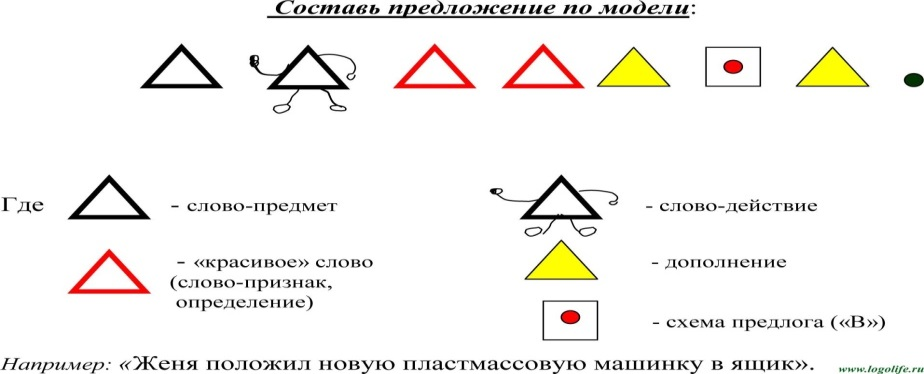 Составь предложение по модели:
Где - слово-предмет - слово-действие
- «красивое» слово - дополнение
(слово-признак,
определение)
- схема предлога («В»)
Например: «Женя положил новую пластмассовую машинку в ящик».
www.logolife.ru